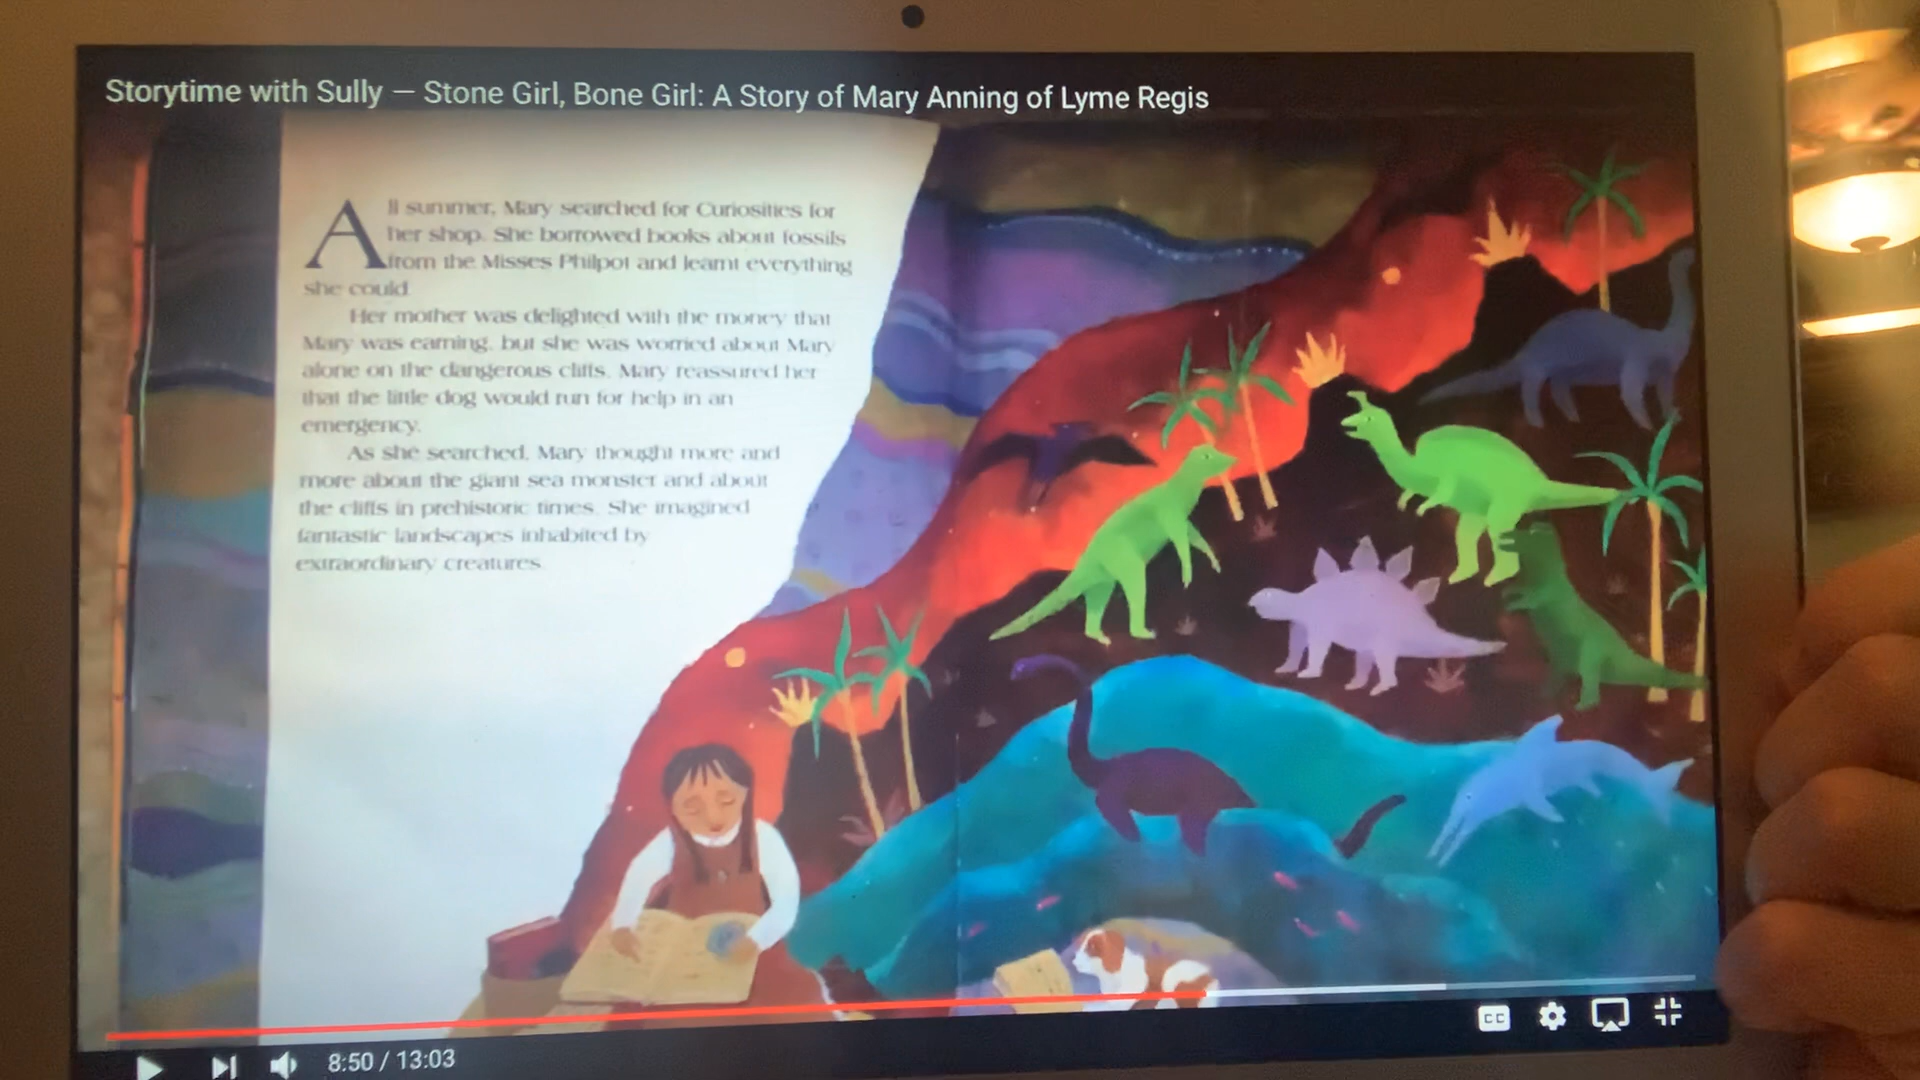 Storytime with Sully — Stone Girl, Bone Girl: A Story of Mary Anning of Lyme Regis
All summer, Mary searched for Curiosities for
her shop. She borrowed books about fossils
from the Misses Philpot and learnt everything
she could.
Her mother was delighted with the money that
Mary was earning, but she was worried about Mary
alone on the dangerous cliffs. Mary reassured her
that the little dog would run for help in an
emergency.
As she searched, Mary thought more and
more about the giant sea monster and about
the cliffs in prehistoric times. She imagined
fantastic landscapes inhabited by
extraordinary creatures.
CC
8:50 / 13:03